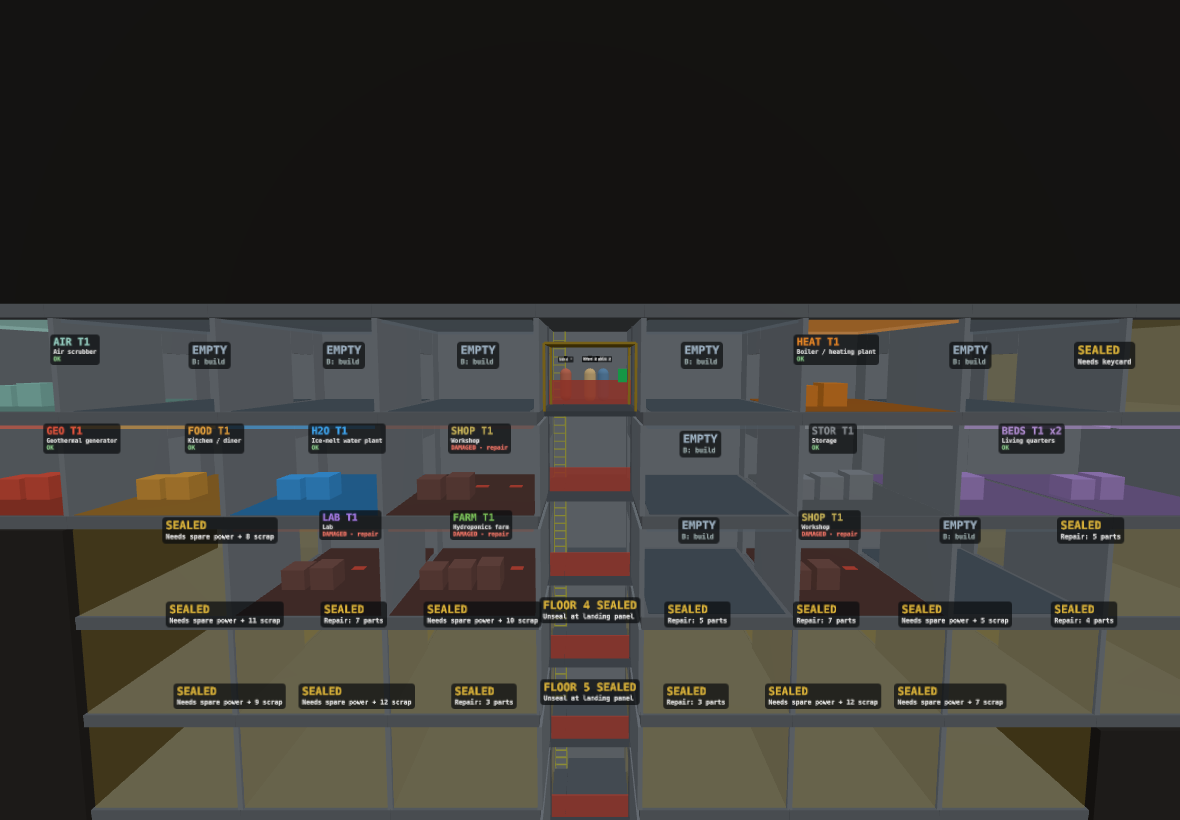 AIR T1
Air scrubber
OK
EMPTY
B: build
EMPTY
B: build
EMPTY
B: build
EMPTY
B: build
HEAT T1
Boiler / heating plant
OK
EMPTY
B: build
SEALED
Needs keycard
GEO T1
Geothermal generator
OK
FOOD T1
Kitchen / diner
OK
H2O T1
Ice-melt water plant
OK
SHOP T1
Workshop
DAMAGED - repair
EMPTY
B: build
STOR T1
Storage
OK
BEDS T1 x2
Living quarters
OK
SEALED
Needs spare power + 8 scrap
LAB T1
Lab
DAMAGED - repair
FARM T1
Hydroponics farm
DAMAGED - repair
EMPTY
B: build
SHOP T1
Workshop
DAMAGED - repair
EMPTY
B: build
SEALED
Repair: 5 parts
SEALED
Needs spare power + 11 scrap
SEALED
Repair: 7 parts
SEALED
Needs spare power + 10 scrap
FLOOR 4 SEALED
Unseal at landing panel
SEALED
Repair: 5 parts
SEALED
Repair: 7 parts
SEALED
Needs spare power + 5 scrap
SEALED
Repair: 4 parts
SEALED
Needs spare power + 9 scrap
SEALED
Needs spare power + 12 scrap
SEALED
Repair: 3 parts
FLOOR 5 SEALED
Unseal at landing panel
SEALED
Repair: 3 parts
SEALED
Needs spare power + 12 scrap
SEALED
Needs spare power + 7 scrap